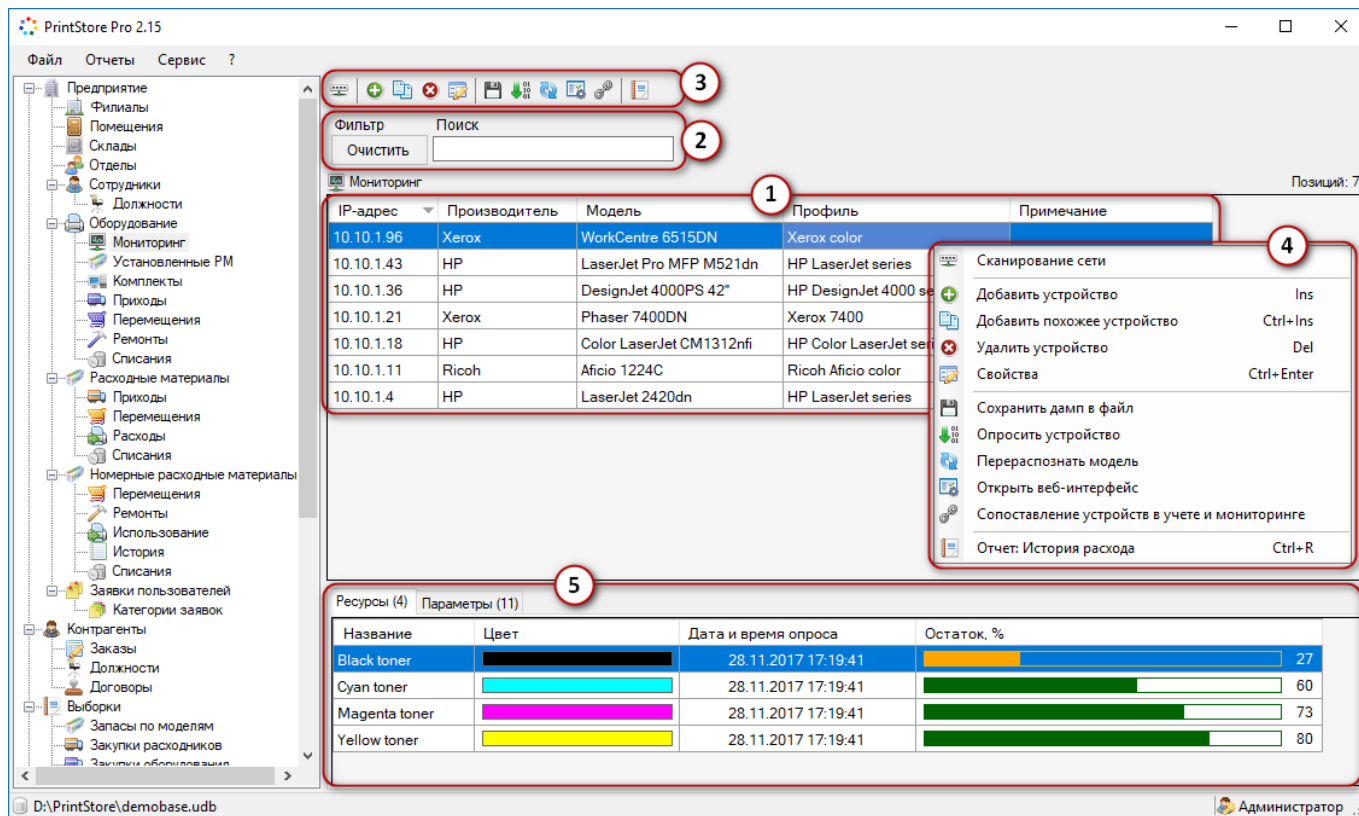 PrintStore Pro 2.15
Файл Отчеты Сервис ?
Предприятие
Филиалы
Помещения
Склады
Отделы
Сотрудники
Должности
Оборудование
Мониторинг
Установленные РМ
Комплекты
Приходы
Перемещения
Ремонты
Списания
Расходные материалы
Приходы
Перемещения
Расходы
Списания
Номерные расходные материалы
Перемещения
Ремонты
Использование
История
Списания
Заявки пользователей
Категории заявок
Контрагенты
Заказы
Должности
Договоры
Выборки
Запасы по моделям
Закупки расходников
Закупки оборудования
3
Фильтр Поиск
Очистить
2
Мониторинг Позиций: 7
1
IP-адрес Производитель Модель Профиль Примечание
10.10.1.96 Xerox WorkCentre 6515DN Xerox color
10.10.1.43 HP LaserJet Pro MFP M521dn HP LaserJet series
10.10.1.36 HP DesignJet 4000PS 42" HP DesignJet 4000 se
10.10.1.21 Xerox Phaser 7400DN Xerox 7400
10.10.1.18 HP Color LaserJet CM1312nfi HP Color LaserJet seri
10.10.1.11 Ricoh Aficio 1224C Ricoh Aficio color
10.10.1.4 HP LaserJet 2420dn HP LaserJet series
4
Сканирование сети
Добавить устройство Ins
Добавить похожее устройство Ctrl+Ins
Удалить устройство Del
Свойства Ctrl+Enter
Сохранить дамп в файл
Опросить устройство
Перераспознать модель
Открыть веб-интерфейс
Сопоставление устройств в учете и мониторинге
Отчет: История расхода Ctrl+R
5
Ресурсы (4) Параметры (11)
Название Цвет Дата и время опроса Остаток, %
Black toner 28.11.2017 17:19:41 27
Cyan toner 28.11.2017 17:19:41 60
Magenta toner 28.11.2017 17:19:41 73
Yellow toner 28.11.2017 17:19:41 80
D:\PrintStore\demobase.udb Администратор